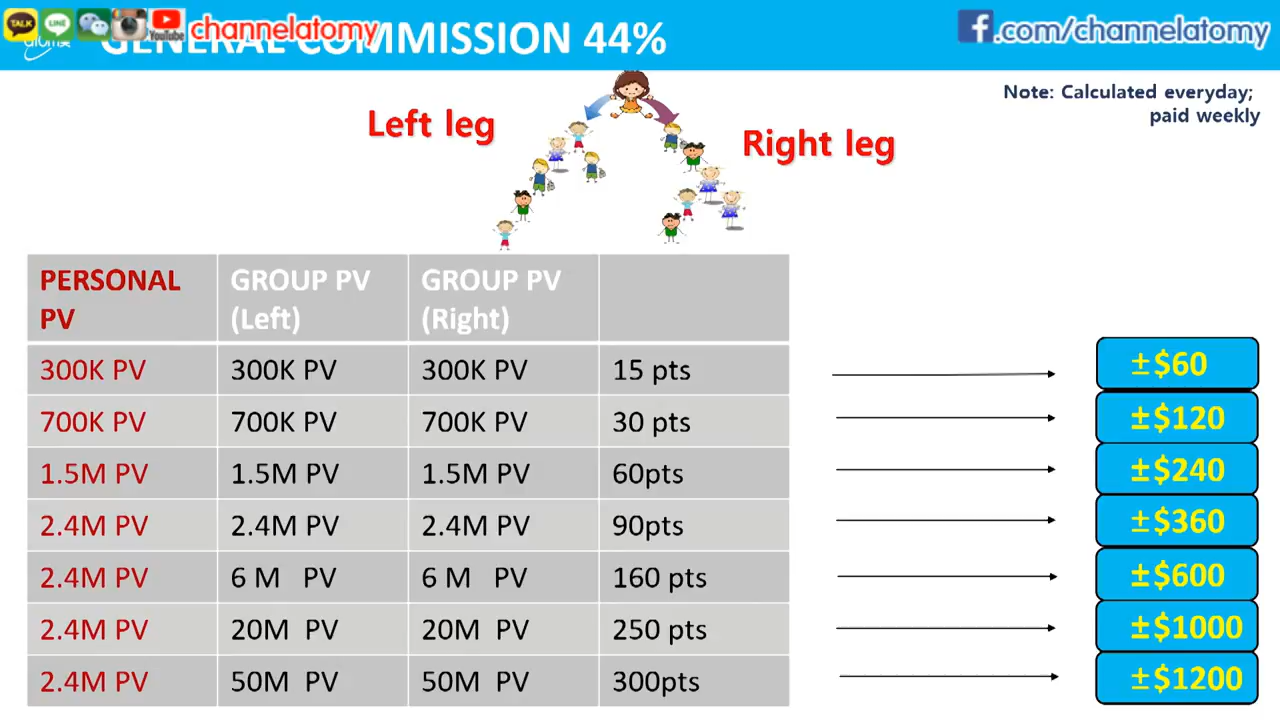 TALK LINE YouTube channelatomy
GENERAL COMMISSION 44%
f.com/channelatomy
Note: Calculated everyday;
paid weekly
Left leg
Right leg
PERSONAL PV GROUP PV (Left) GROUP PV (Right)
300K PV 300K PV 300K PV 15 pts ±$60
700K PV 700K PV 700K PV 30 pts ±$120
1.5M PV 1.5M PV 1.5M PV 60pts ±$240
2.4M PV 2.4M PV 2.4M PV 90pts ±$360
2.4M PV 6 M PV 6 M PV 160 pts ±$600
2.4M PV 20M PV 20M PV 250 pts ±$1000
2.4M PV 50M PV 50M PV 300pts ±$1200